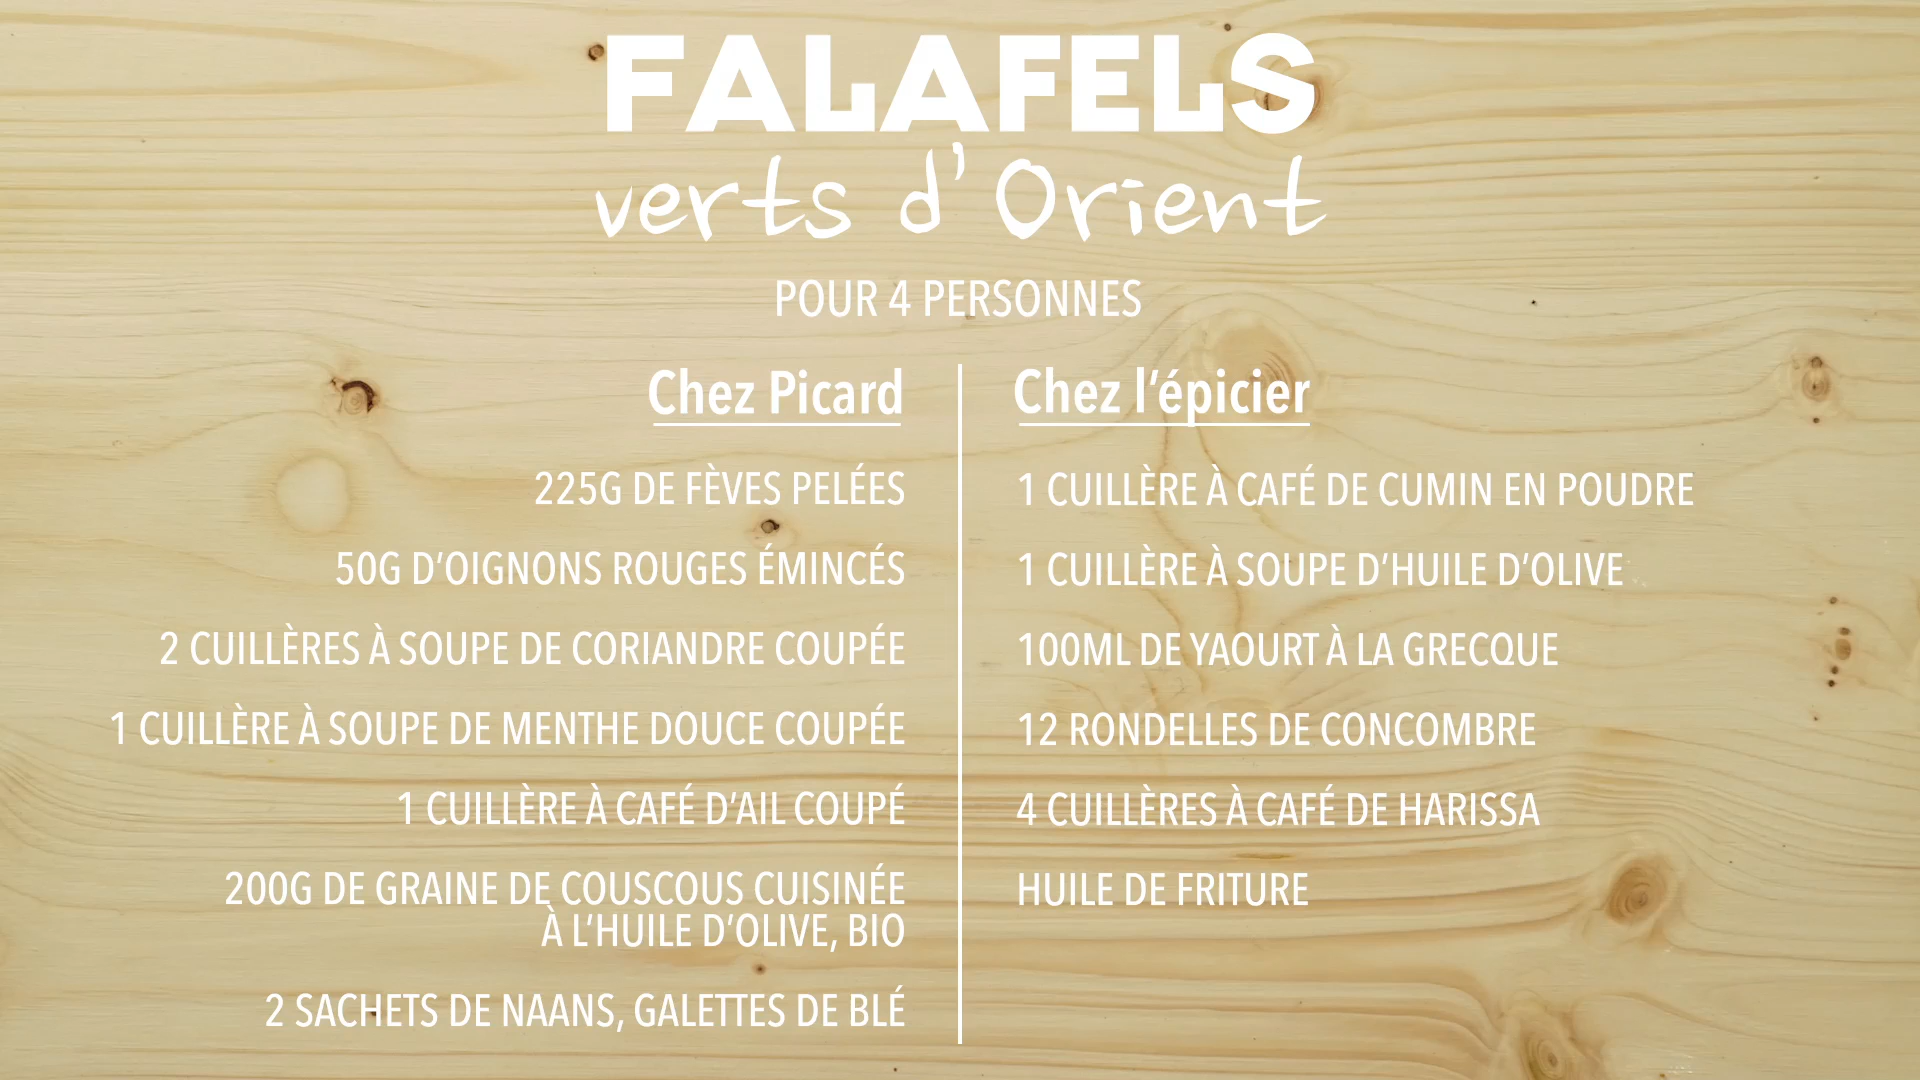 FALAFELS
verts d'Orient
POUR 4 PERSONNES
Chez Picard
225G DE FÈVES PELÉES
50G D'OIGNONS ROUGES ÉMINCÉS
2 CUILLÈRES À SOUPE DE CORIANDRE COUPÉE
1 CUILLÈRE À SOUPE DE MENTHE DOUCE COUPÉE
1 CUILLÈRE À CAFÉ D'AIL COUPÉ
200G DE GRAINE DE COUSCOUS CUISINÉE
À L'HUILE D'OLIVE, BIO
2 SACHETS DE NAANS, GALETTES DE BLÉ
Chez l'épicier
1 CUILLÈRE À CAFÉ DE CUMIN EN POUDRE
1 CUILLÈRE À SOUPE D'HUILE D'OLIVE
100ML DE YAOURT À LA GRECQUE
12 RONDELLES DE CONCOMBRE
4 CUILLÈRES À CAFÉ DE HARISSA
HUILE DE FRITURE